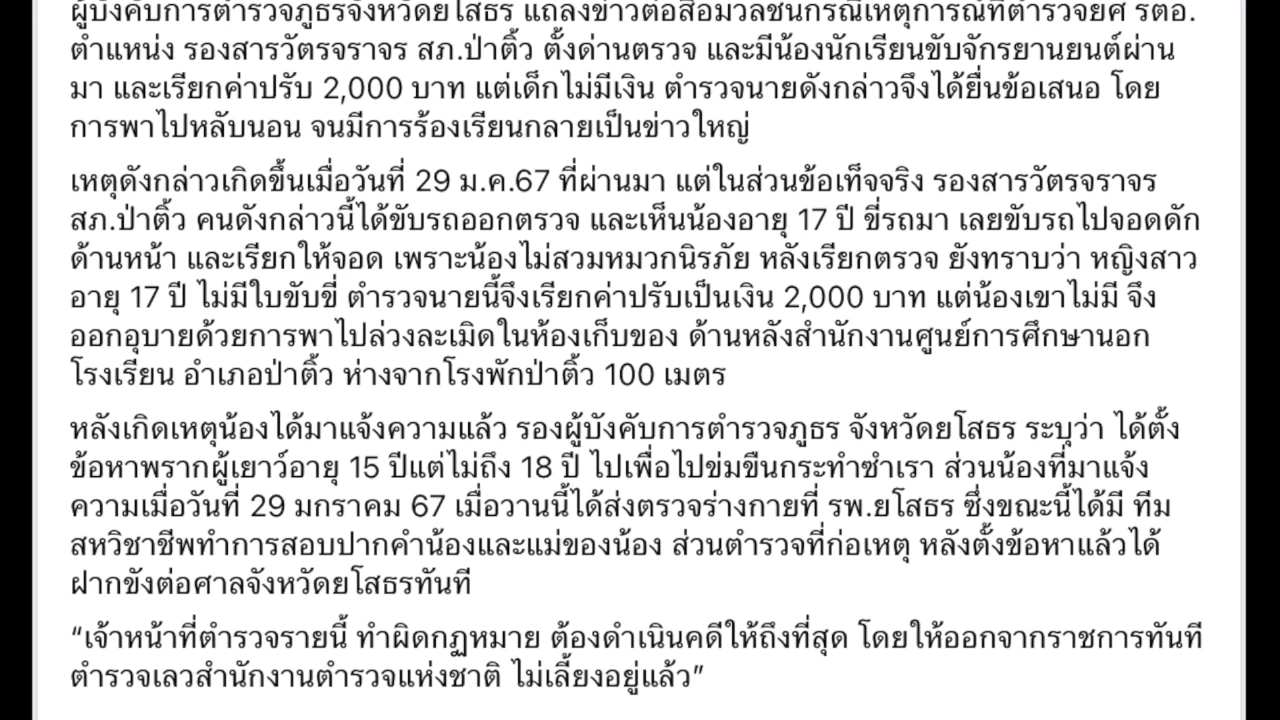 ผู้บังคับการตำรวจภูธรจังหวัดยโสธร แถลงข่าวต่อสื่อมวลชนกรณีเหตุการณ์ที่ตำรวจยศ รตอ.
ตำแหน่ง รองสารวัตรจราจร สภ.ป่าติ้ว ตั้งด่านตรวจ และมีน้องนักเรียนขับจักรยานยนต์ผ่าน
มา และเรียกค่าปรับ 2,000 บาท แต่เด็กไม่มีเงิน ตำรวจนายดังกล่าวจึงได้ยื่นข้อเสนอ โดย
การพาไปหลับนอน จนมีการร้องเรียนกลายเป็นข่าวใหญ่
เหตุดังกล่าวเกิดขึ้นเมื่อวันที่ 29 ม.ค.67 ที่ผ่านมา แต่ในส่วนข้อเท็จจริง รองสารวัตรจราจร
สภ.ป่าติ้ว คนดังกล่าวนี้ได้ขับรถออกตรวจ และเห็นน้องอายุ 17 ปี ขี่รถมา เลยขับรถไปจอดดัก
ด้านหน้า และเรียกให้จอด เพราะน้องไม่สวมหมวกนิรภัย หลังเรียกตรวจ ยังทราบว่า หญิงสาว
อายุ 17 ปี ไม่มีใบขับขี่ ตำรวจนายนี้จึงเรียกค่าปรับเป็นเงิน 2,000 บาท แต่น้องเขาไม่มี จึง
ออกอุบายด้วยการพาไปล่วงละเมิดในห้องเก็บของ ด้านหลังสำนักงานศูนย์การศึกษานอก
โรงเรียน อำเภอป่าติ้ว ห่างจากโรงพักป่าติ้ว 100 เมตร
หลังเกิดเหตุน้องได้มาแจ้งความแล้ว รองผู้บังคับการตำรวจภูธร จังหวัดยโสธร ระบุว่า ได้ตั้ง
ข้อหาพรากผู้เยาว์อายุ 15 ปีแต่ไม่ถึง 18 ปี ไปเพื่อไปข่มขืนกระทำชำเรา ส่วนน้องที่มาแจ้ง
ความเมื่อวันที่ 29 มกราคม 67 เมื่อวานนี้ได้ส่งตรวจร่างกายที่ รพ.ยโสธร ซึ่งขณะนี้ได้มี ทีม
สหวิชาชีพทำการสอบปากคำน้องและแม่ของน้อง ส่วนตำรวจที่ก่อเหตุ หลังตั้งข้อหาแล้วได้
ฝากขังต่อศาลจังหวัดยโสธรทันที
“เจ้าหน้าที่ตำรวจรายนี้ ทำผิดกฎหมาย ต้องดำเนินคดีให้ถึงที่สุด โดยให้ออกจากราชการทันที
ตำรวจเลวสำนักงานตำรวจแห่งชาติ ไม่เลี้ยงอยู่แล้ว”